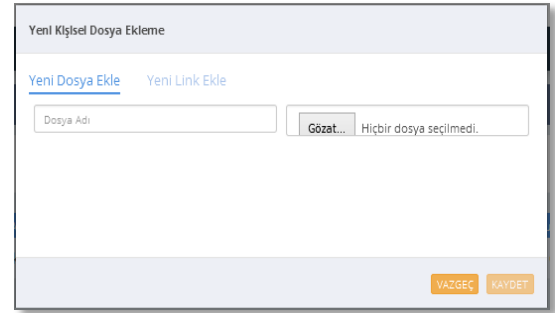 Yeni Kişisel Dosya Ekleme
Yeni Dosya Ekle Yeni Link Ekle
Dosya Adı Gözat... Hiçbir dosya seçilmedi.
VAZGEÇ KAYDET